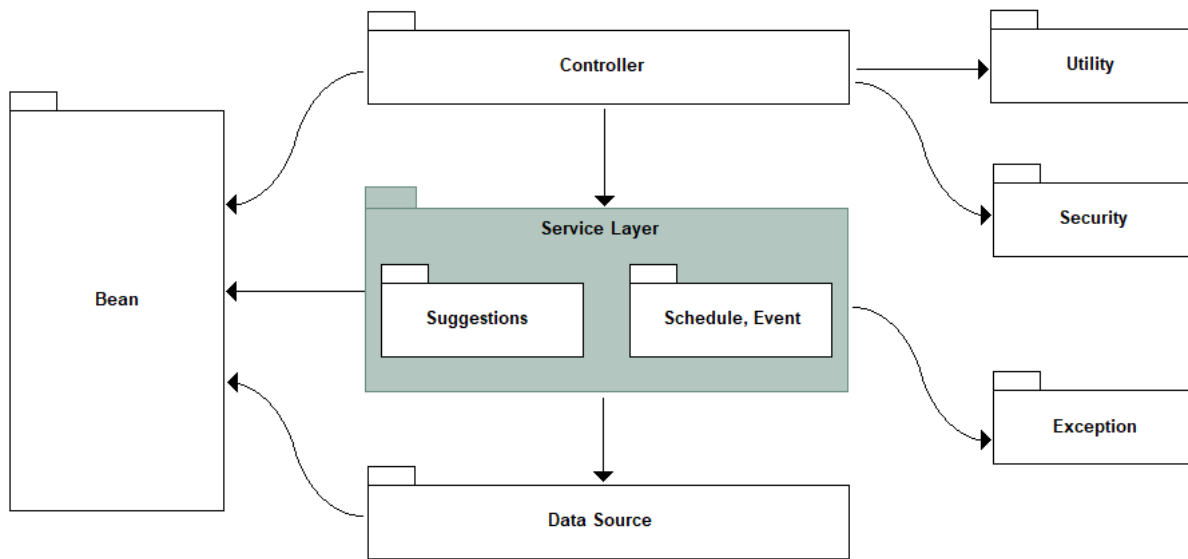 Controller
Utility
Security
Service Layer
Bean
Suggestions
Schedule, Event
Exception
Data Source